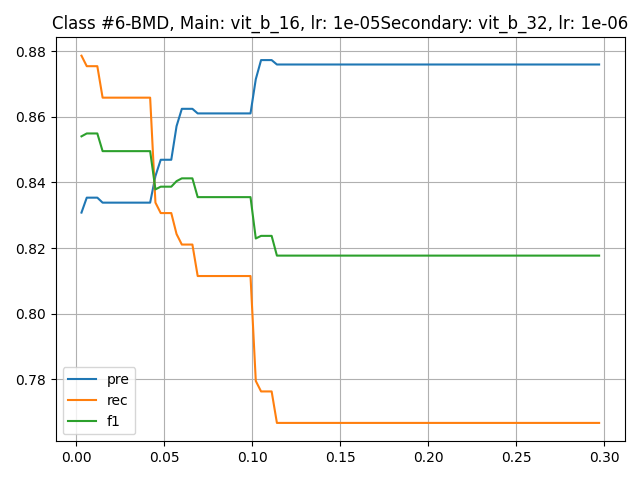 Class #6-BMD, Main: vit_b_16, lr: 1e-05Secondary: vit_b_32, lr: 1e-06
0.88
0.86
0.84
0.82
0.80
0.78
pre
rec
f1
0.00 0.05 0.10 0.15 0.20 0.25 0.30